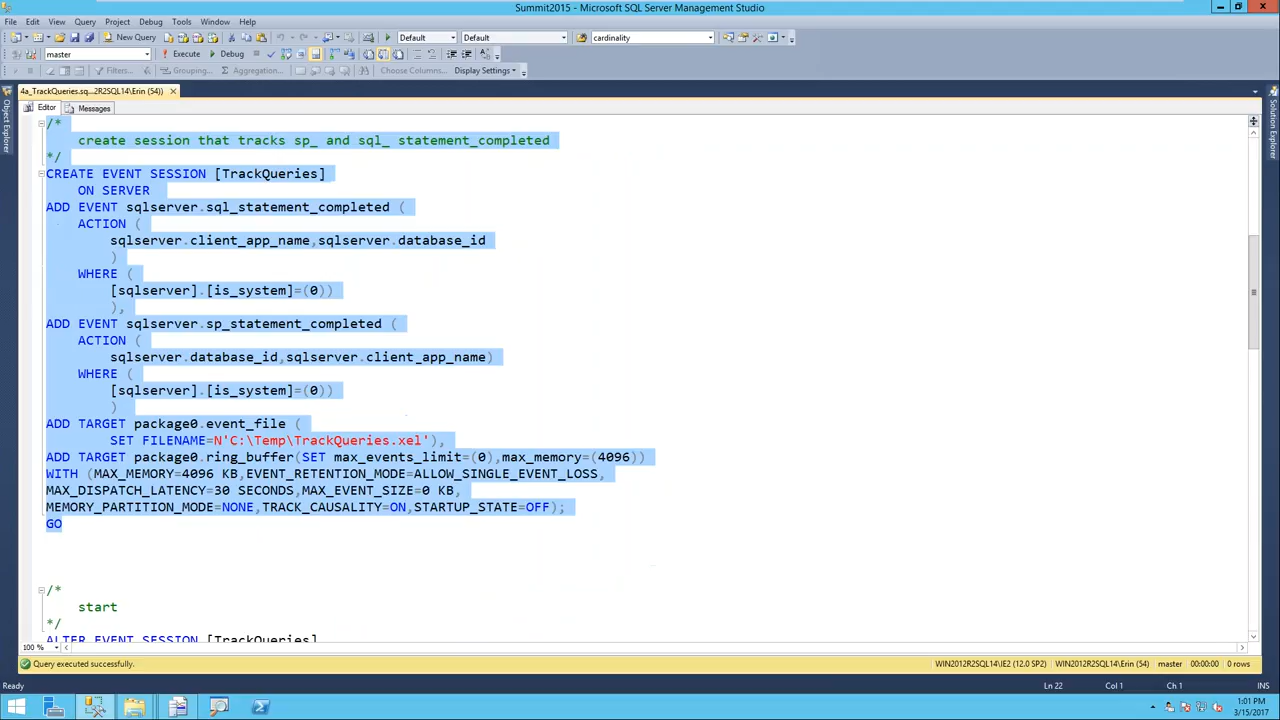 Summit2015 - Microsoft SQL Server Management Studio
File Edit View Query Project Debug Tools Window Help
New Query Default Default cardinality
master Execute Debug
Filters... Grouping... Aggregation... Choose Columns... Display Settings
4a_TrackQueries.sq...2R2SQL14\Erin (54))
Editor Messages
Object Explorer
Solution Explorer
/*
create session that tracks sp_ and sql_ statement_completed
*/
CREATE EVENT SESSION [TrackQueries]
ON SERVER
ADD EVENT sqlserver.sql_statement_completed (
ACTION (
sqlserver.client_app_name,sqlserver.database_id
)
WHERE (
[sqlserver].[is_system]=(0))
),
ADD EVENT sqlserver.sp_statement_completed (
ACTION (
sqlserver.database_id,sqlserver.client_app_name)
WHERE (
[sqlserver].[is_system]=(0))
)
ADD TARGET package0.event_file (
SET FILENAME=N'C:\Temp\TrackQueries.xel'),
ADD TARGET package0.ring_buffer(SET max_events_limit=(0),max_memory=(4096))
WITH (MAX_MEMORY=4096 KB,EVENT_RETENTION_MODE=ALLOW_SINGLE_EVENT_LOSS,
MAX_DISPATCH_LATENCY=30 SECONDS,MAX_EVENT_SIZE=0 KB,
MEMORY_PARTITION_MODE=NONE,TRACK_CAUSALITY=ON,STARTUP_STATE=OFF);
GO
/*
start
*/
ALTER EVENT SESSION [TrackQueries]
100 %
Query executed successfully. WIN2012R2SQL14\IE2 (12.0 SP2) WIN2012R2SQL14\Erin (54) master 00:00:00 0 rows
Ready Ln 22 Col 1 Ch 1 INS
1:01 PM
3/15/2017